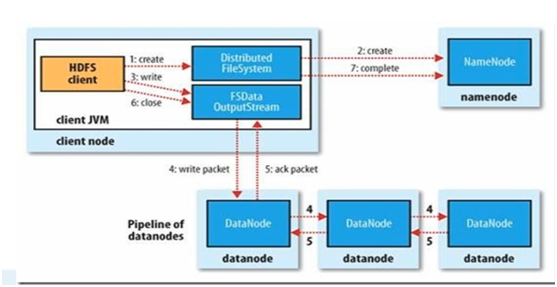 HDFS
client
1: create
3: write
6: close
Distributed
FileSystem
FSData
OutputStream
client JVM
client node
2: create
7: complete
NameNode
namenode
4: write packet
5: ack packet
Pipeline of
datanodes
DataNode
datanode
4
5
DataNode
datanode
4
5
DataNode
datanode